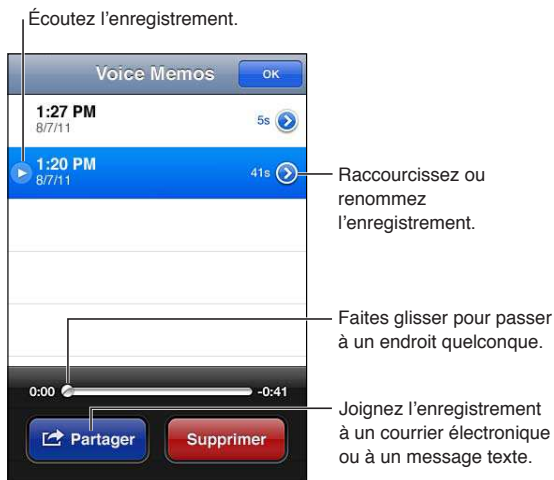 Écoutez l'enregistrement.
Voice Memos
OK
1:27 PM
8/7/11
5s
1:20 PM
8/7/11
41s
Raccourcissez ou
renommez
l'enregistrement.
Faites glisser pour passer
à un endroit quelconque.
0:00
-0:41
Partager
Supprimer
Joignez l'enregistrement
à un courrier électronique
ou à un message texte.